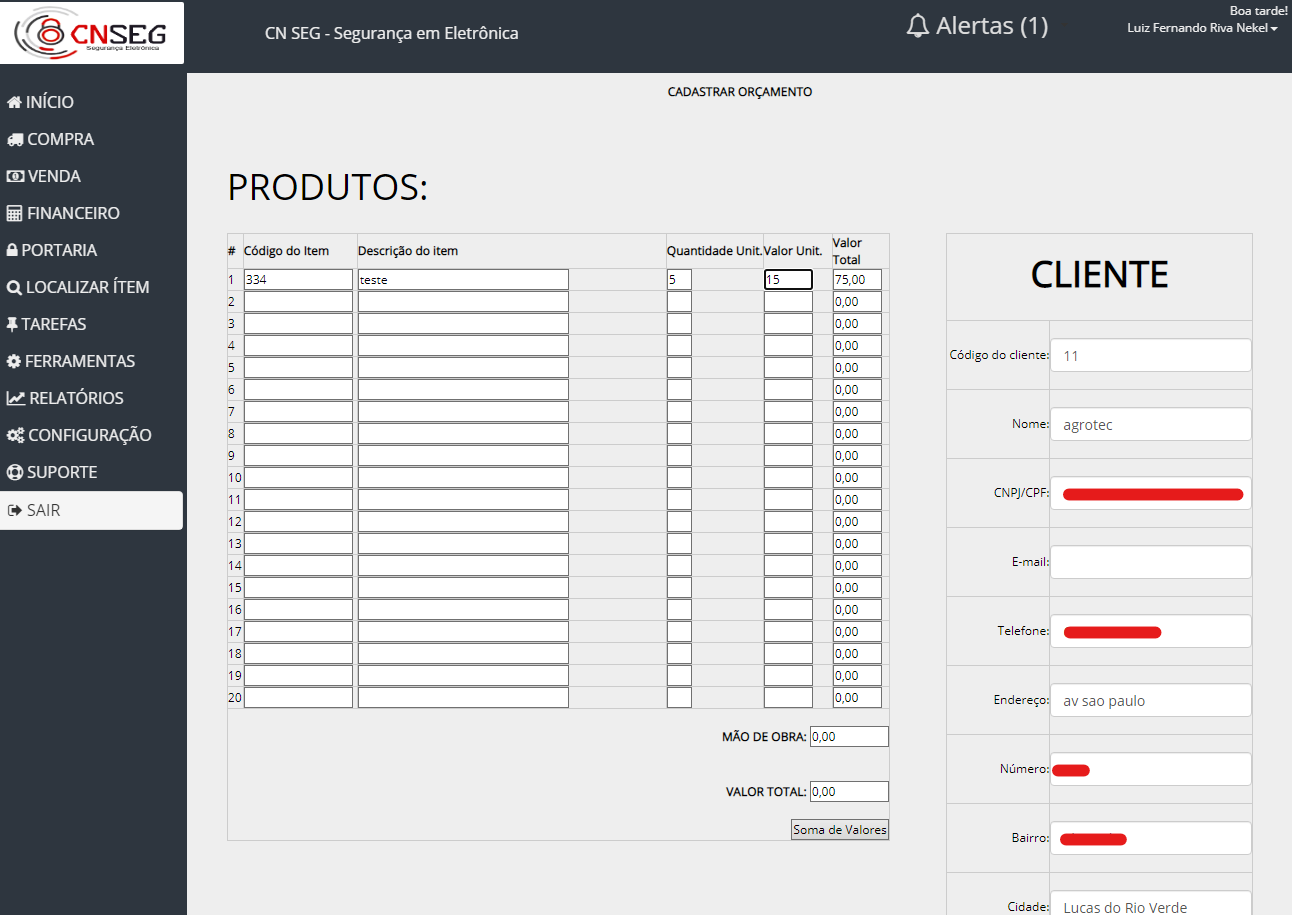 CNSEG
Segurança Eletrônica
CN SEG - Segurança em Eletrônica
Alertas (1)
Boa tarde!
Luiz Fernando Riva Nekel
INÍCIO
COMPRA
VENDA
FINANCEIRO
PORTARIA
LOCALIZAR ÍTEM
TAREFAS
FERRAMENTAS
RELATÓRIOS
CONFIGURAÇÃO
SUPORTE
SAIR
CADASTRAR ORÇAMENTO
PRODUTOS:
# Código do Item Descrição do item Quantidade Unit. Valor Unit. Valor Total
1 334 teste 5 15 75,00
2 0,00
3 0,00
4 0,00
5 0,00
6 0,00
7 0,00
8 0,00
9 0,00
10 0,00
11 0,00
12 0,00
13 0,00
14 0,00
15 0,00
16 0,00
17 0,00
18 0,00
19 0,00
20 0,00
MÃO DE OBRA: 0,00
VALOR TOTAL: 0,00
Soma de Valores
CLIENTE
Código do cliente: 11
Nome: agrotec
CNPJ/CPF:
E-mail:
Telefone:
Endereço: av sao paulo
Número:
Bairro:
Cidade: Lucas do Rio Verde